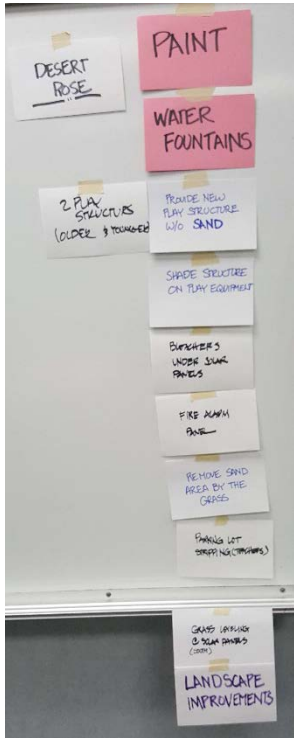 DESERT
ROSE
PAINT
WATER
FOUNTAINS
2 PLAY
STRUCTURES
(OLDER & YOUNGER)
PROVIDE NEW
PLAY STRUCTURE
W/O SAND
SHADE STRUCTURE
ON PLAY EQUIPMENT
BLEACHERS
UNDER SOLAR
PANELS
FIRE ALARM
PANEL
REMOVE SAND
AREA BY THE
GRASS
PARKING LOT
STRIPPING (TEACHERS)
GRASS LEVELING
@ SOLAR PANELS
LANDSCAPE
IMPROVEMENTS